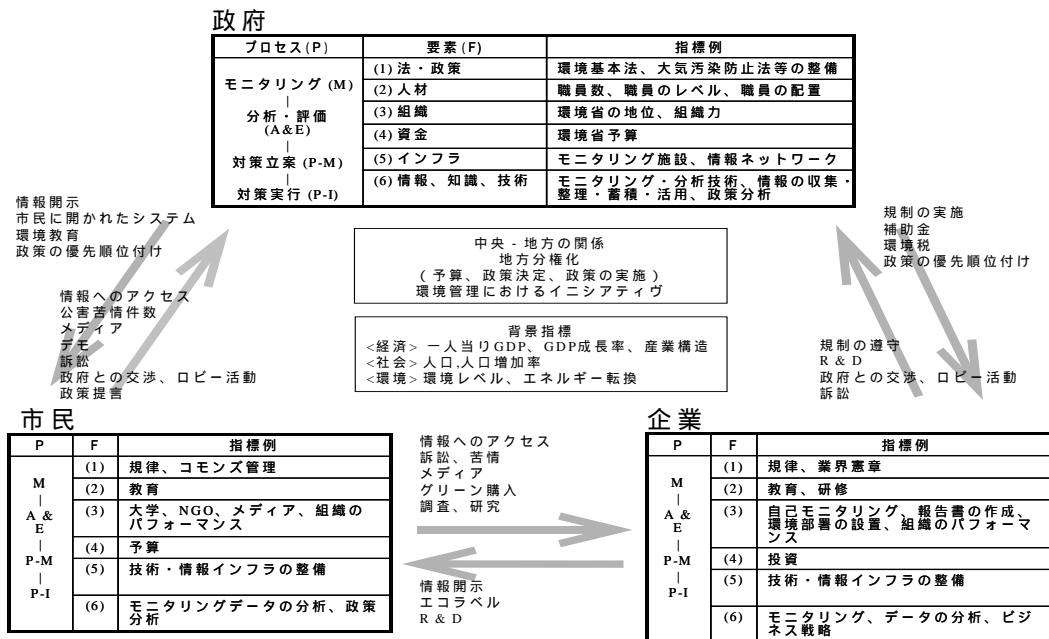 政府
プロセス(P) 要素(F) 指標例
モニタリング (M)
|
分析・評価
(A&E)
|
対策立案 (P-M)
|
対策実行 (P-I)
(1) 法・政策 環境基本法、大気汚染防止法等の整備
(2) 人材 職員数、職員のレベル、職員の配置
(3) 組織 環境省の地位、組織力
(4) 資金 環境省予算
(5) インフラ モニタリング施設、情報ネットワーク
(6) 情報、知識、技術 モニタリング・分析技術、情報の収集・
整理・蓄積・活用、政策分析
情報開示
市民に開かれたシステム
環境教育
政策の優先順位付け
規制の実施
補助金
環境税
政策の優先順位付け
中央 - 地方の関係
地方分権化
( 予算、政策決定、政策の実施 )
環境管理におけるイニシアティヴ
情報へのアクセス
公害苦情件数
メディア
デモ
訴訟
政府との交渉、ロビー活動
政策提言
背景指標
<経済> 一人当りGDP、GDP成長率、産業構造
<社会> 人口,人口増加率
<環境> 環境レベル、エネルギー転換
規制の遵守
R & D
政府との交渉、ロビー活動
訴訟
市民
P F 指標例
M
|
A &
E
|
P-M
|
P-I
(1) 規律、コモンズ管理
(2) 教育
(3) 大学、NGO、メディア、組織の
パフォーマンス
(4) 予算
(5) 技術・情報インフラの整備
(6) モニタリングデータの分析、政策
分析
情報へのアクセス
訴訟、苦情
メディア
グリーン購入
調査、研究
情報開示
エコラベル
R & D
企業
P F 指標例
M
|
A &
E
|
P-M
|
P-I
(1) 規律、業界憲章
(2) 教育、研修
(3) 自己モニタリング、報告書の作成、
環境部署の設置、組織のパフォーマ
ンス
(4) 投資
(5) 技術・情報インフラの整備
(6) モニタリング、データの分析、ビジ
ネス戦略